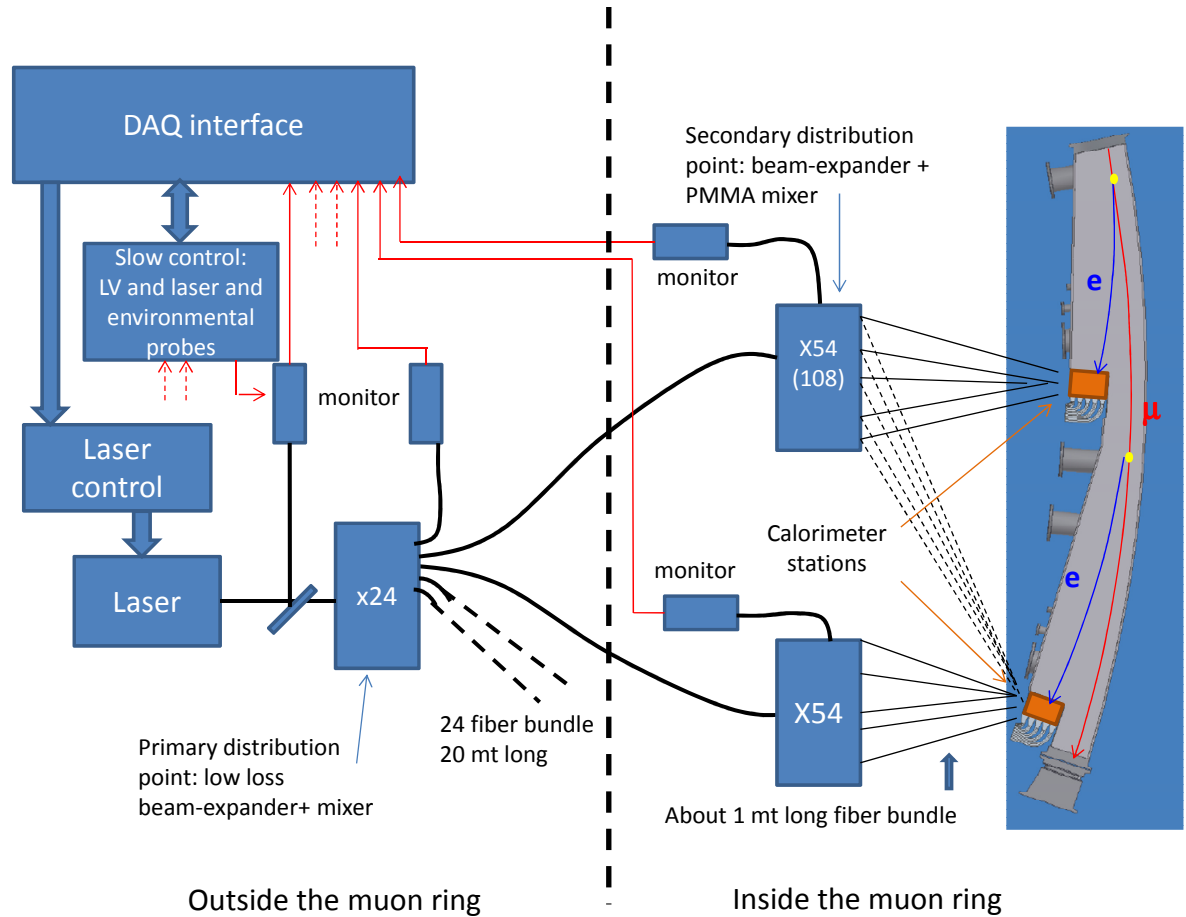 DAQ interface
Slow control:
LV and laser and
environmental
probes
monitor
Laser
control
Laser
x24
Primary distribution
point: low loss
beam-expander+ mixer
24 fiber bundle
20 mt long
Outside the muon ring
Secondary distribution
point: beam-expander +
PMMA mixer
monitor
X54
(108)
e
μ
Calorimeter
stations
monitor
e
X54
About 1 mt long fiber bundle
Inside the muon ring